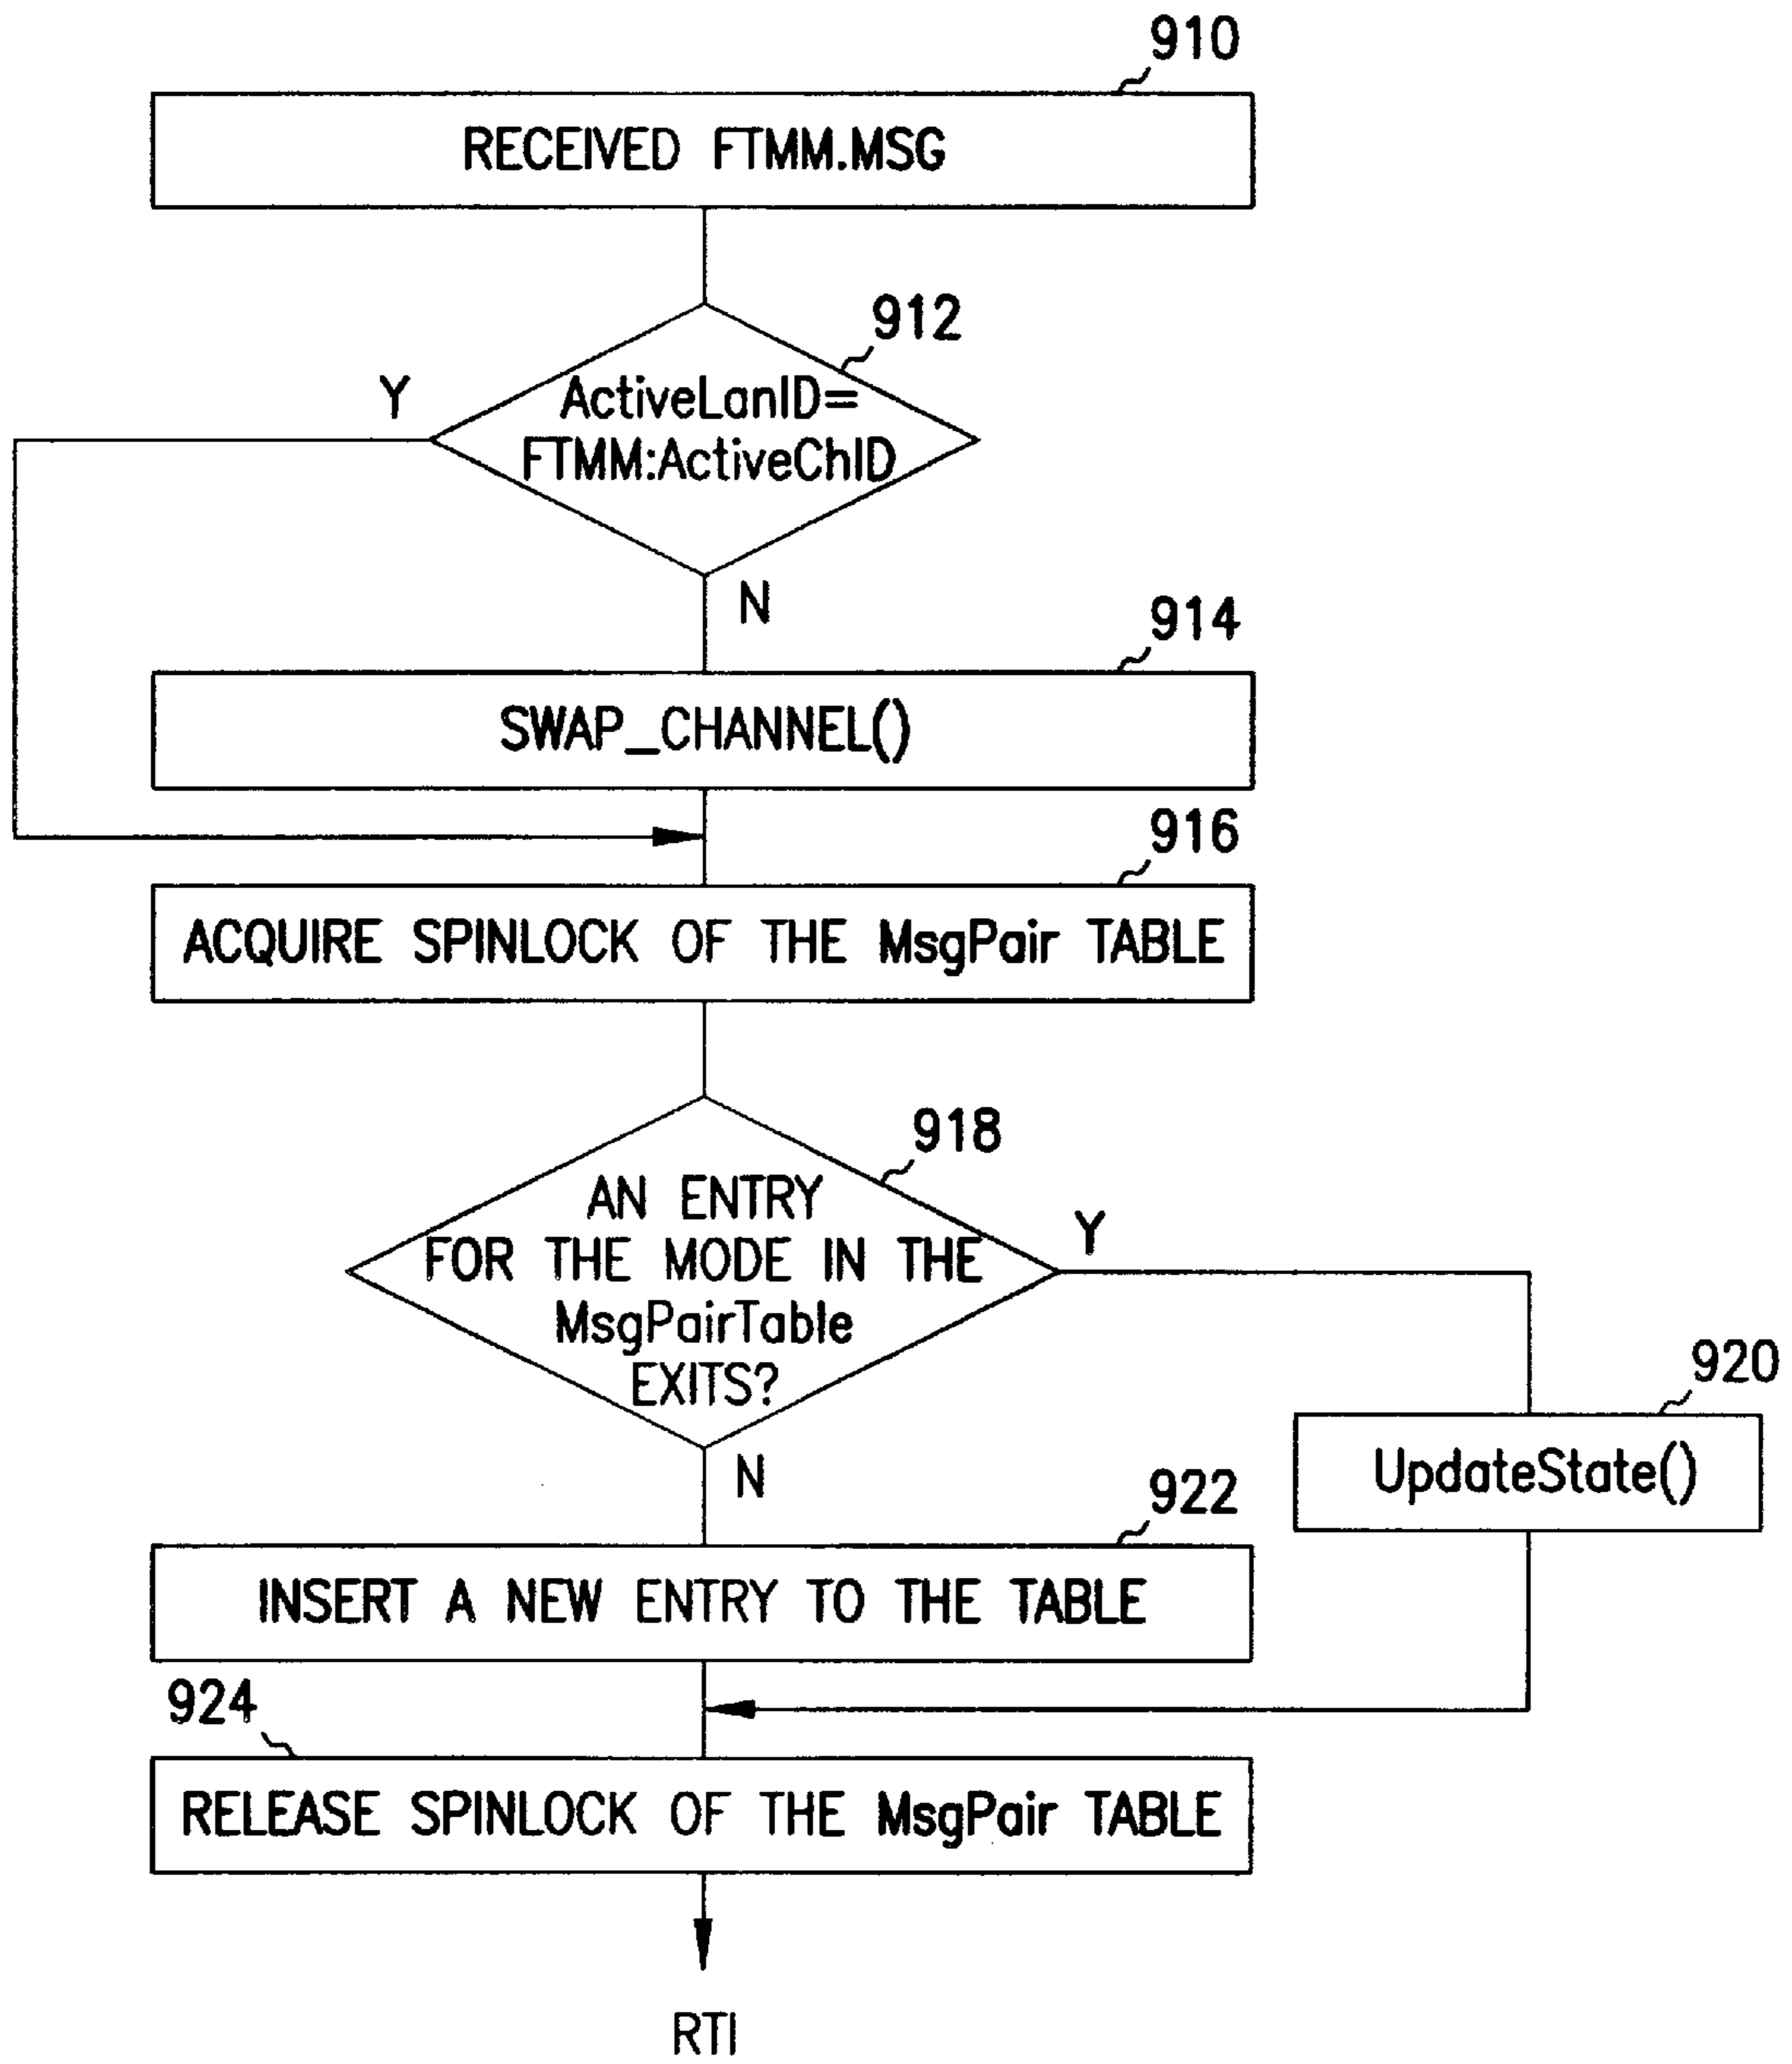 910
RECEIVED FTMM.MSG
912
Y
ActiveLanID=
FTMM:ActiveChID
N
914
SWAP_CHANNEL()
916
ACQUIRE SPINLOCK OF THE MsgPair TABLE
918
AN ENTRY
FOR THE MODE IN THE
MsgPairTable
EXITS?
Y
920
UpdateState()
N
922
INSERT A NEW ENTRY TO THE TABLE
924
RELEASE SPINLOCK OF THE MsgPair TABLE
RTI